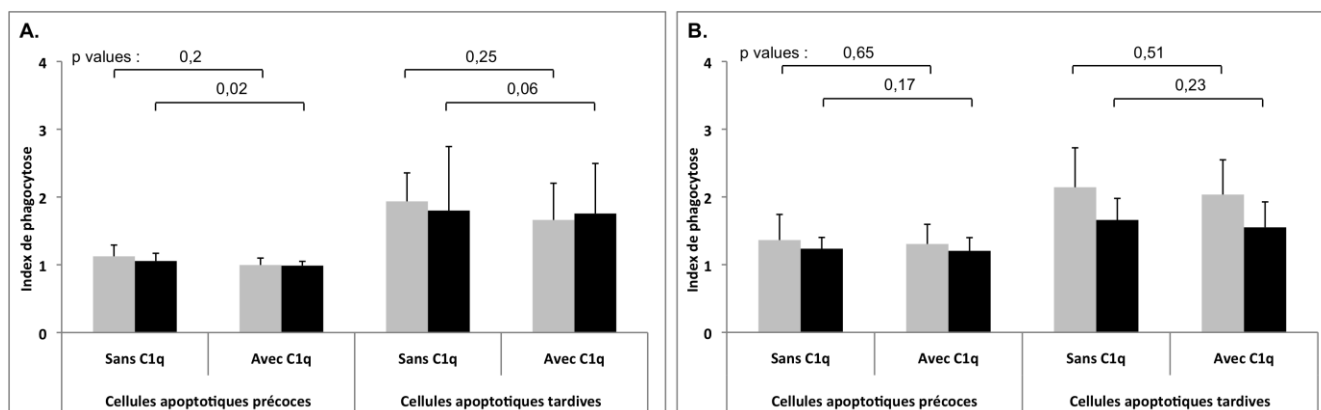 A.
p values : 0,2 0,25
0,02 0,06
4
3
2
1
0
Index de phagocytose
Sans C1q Avec C1q Sans C1q Avec C1q
Cellules apoptotiques précoces Cellules apoptotiques tardives
B.
p values : 0,65 0,51
0,17 0,23
4
3
2
1
0
Index de phagocytose
Sans C1q Avec C1q Sans C1q Avec C1q
Cellules apoptotiques précoces Cellules apoptotiques tardives